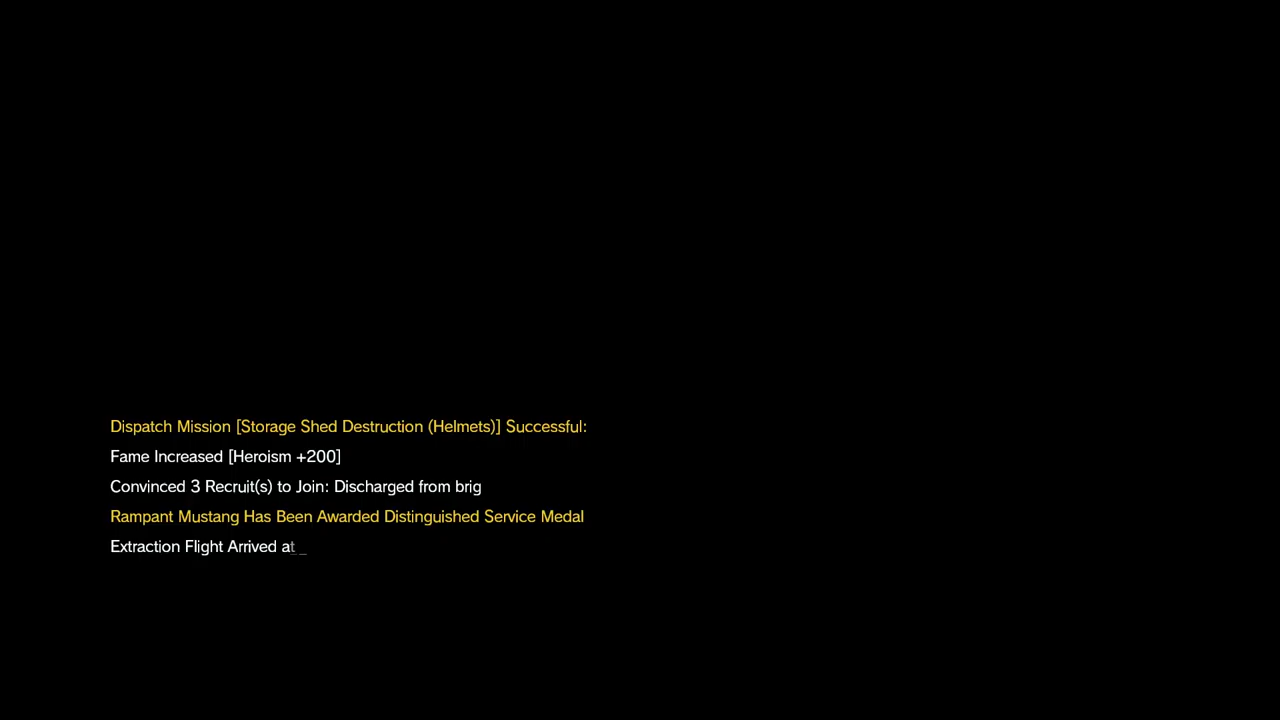 Dispatch Mission [Storage Shed Destruction (Helmets)] Successful:
Fame Increased [Heroism +200]
Convinced 3 Recruit(s) to Join: Discharged from brig
Rampant Mustang Has Been Awarded Distinguished Service Medal
Extraction Flight Arrived at _